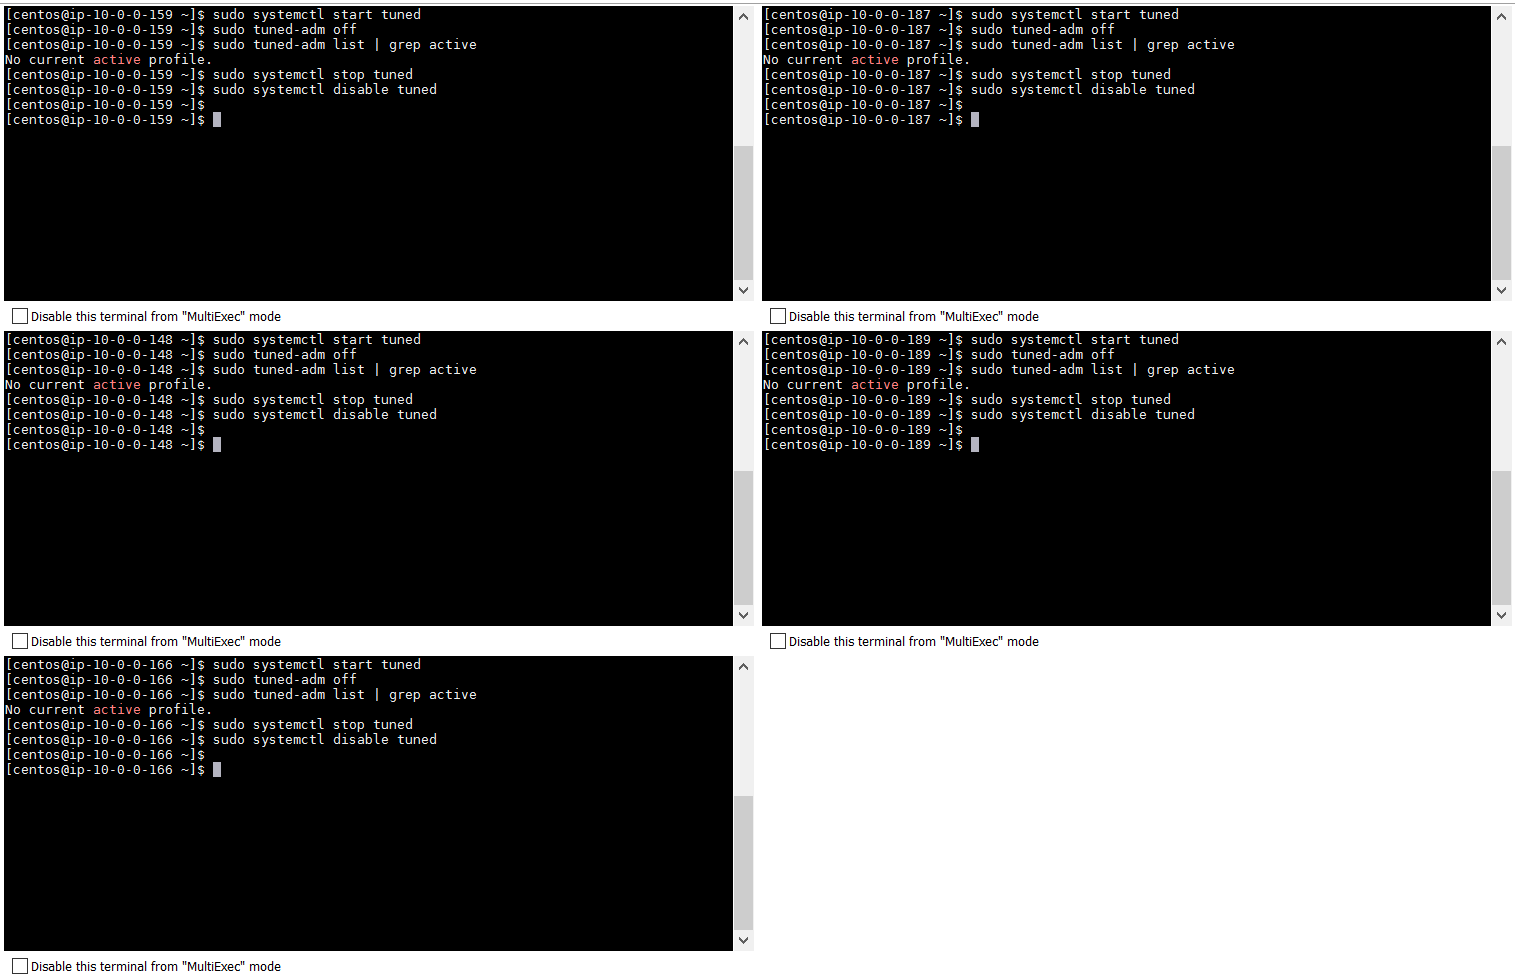 [centos@ip-10-0-0-159 ~]$ sudo systemctl start tuned
[centos@ip-10-0-0-159 ~]$ sudo tuned-adm off
[centos@ip-10-0-0-159 ~]$ sudo tuned-adm list | grep active
No current active profile.
[centos@ip-10-0-0-159 ~]$ sudo systemctl stop tuned
[centos@ip-10-0-0-159 ~]$ sudo systemctl disable tuned
[centos@ip-10-0-0-159 ~]$
[centos@ip-10-0-0-159 ~]$
Disable this terminal from "MultiExec" mode
[centos@ip-10-0-0-187 ~]$ sudo systemctl start tuned
[centos@ip-10-0-0-187 ~]$ sudo tuned-adm off
[centos@ip-10-0-0-187 ~]$ sudo tuned-adm list | grep active
No current active profile.
[centos@ip-10-0-0-187 ~]$ sudo systemctl stop tuned
[centos@ip-10-0-0-187 ~]$ sudo systemctl disable tuned
[centos@ip-10-0-0-187 ~]$
[centos@ip-10-0-0-187 ~]$
Disable this terminal from "MultiExec" mode
[centos@ip-10-0-0-148 ~]$ sudo systemctl start tuned
[centos@ip-10-0-0-148 ~]$ sudo tuned-adm off
[centos@ip-10-0-0-148 ~]$ sudo tuned-adm list | grep active
No current active profile.
[centos@ip-10-0-0-148 ~]$ sudo systemctl stop tuned
[centos@ip-10-0-0-148 ~]$ sudo systemctl disable tuned
[centos@ip-10-0-0-148 ~]$
[centos@ip-10-0-0-148 ~]$
Disable this terminal from "MultiExec" mode
[centos@ip-10-0-0-189 ~]$ sudo systemctl start tuned
[centos@ip-10-0-0-189 ~]$ sudo tuned-adm off
[centos@ip-10-0-0-189 ~]$ sudo tuned-adm list | grep active
No current active profile.
[centos@ip-10-0-0-189 ~]$ sudo systemctl stop tuned
[centos@ip-10-0-0-189 ~]$ sudo systemctl disable tuned
[centos@ip-10-0-0-189 ~]$
[centos@ip-10-0-0-189 ~]$
Disable this terminal from "MultiExec" mode
[centos@ip-10-0-0-166 ~]$ sudo systemctl start tuned
[centos@ip-10-0-0-166 ~]$ sudo tuned-adm off
[centos@ip-10-0-0-166 ~]$ sudo tuned-adm list | grep active
No current active profile.
[centos@ip-10-0-0-166 ~]$ sudo systemctl stop tuned
[centos@ip-10-0-0-166 ~]$ sudo systemctl disable tuned
[centos@ip-10-0-0-166 ~]$
[centos@ip-10-0-0-166 ~]$
Disable this terminal from "MultiExec" mode